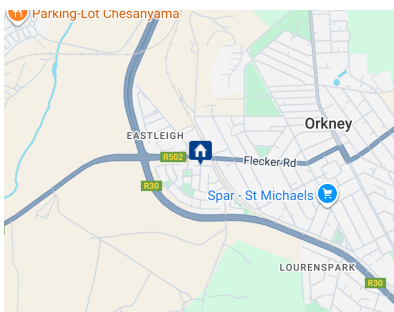 Parking-Lot Chesanyama
Orkney
EASTLEIGH
R502
Flecker Rd
R30
Spar - St Michaels
LOURENSPARK
R30